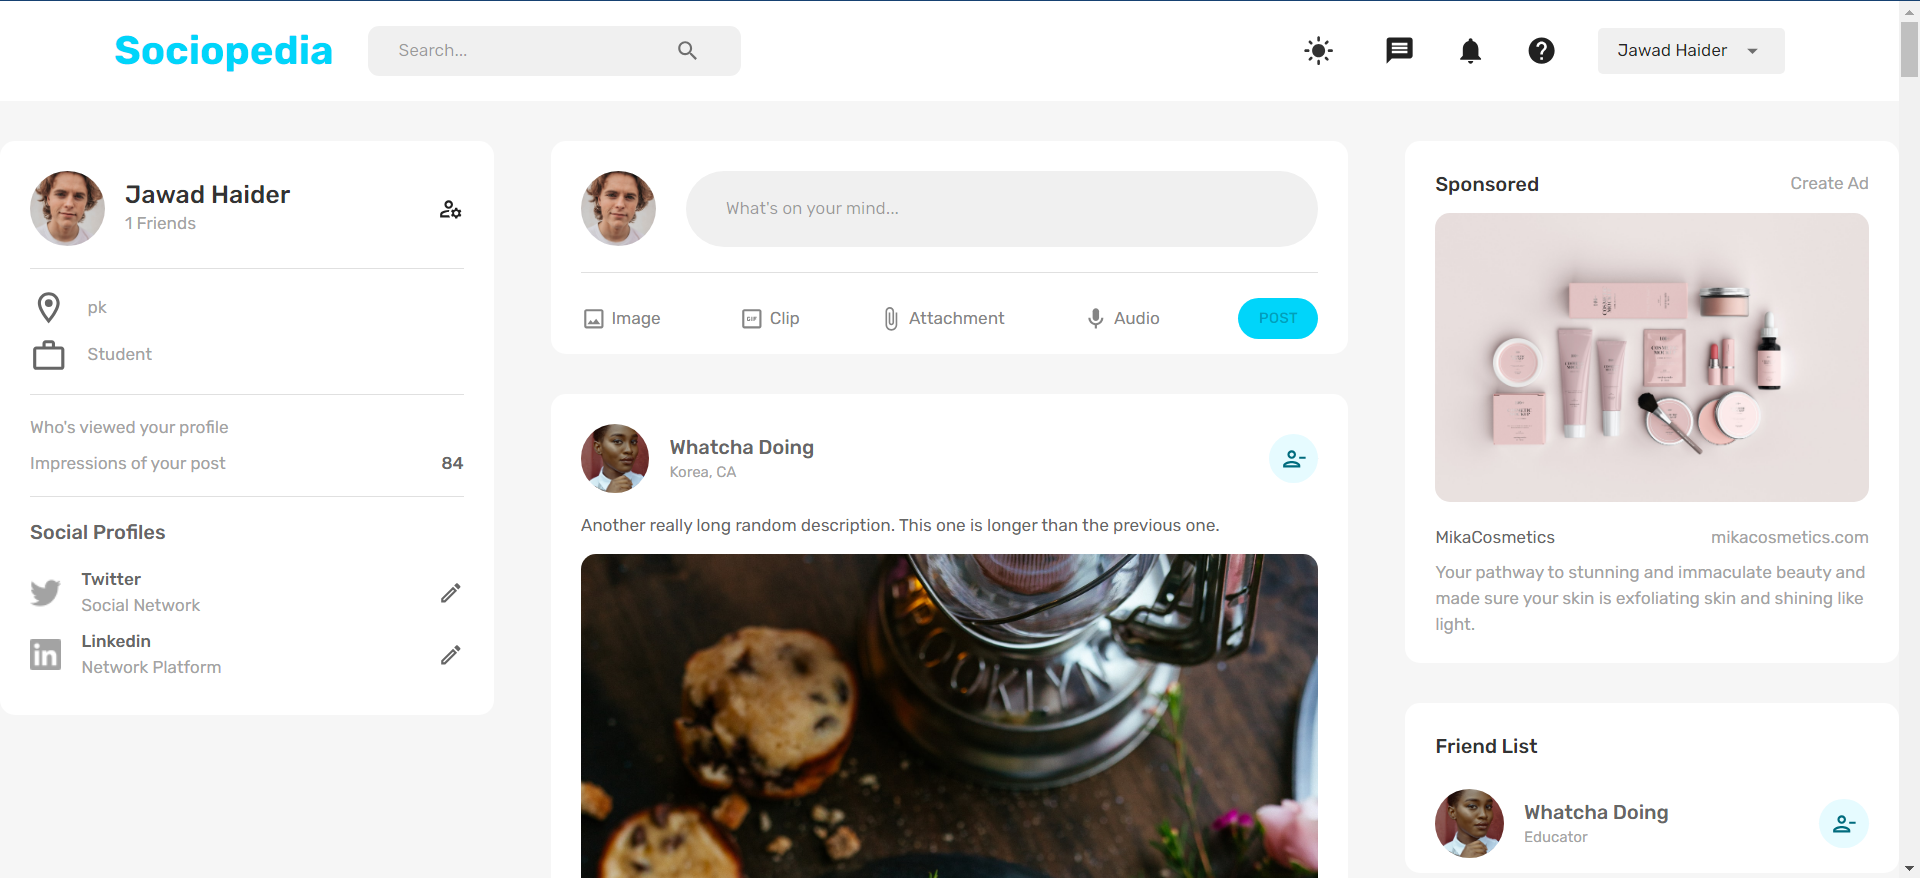 Sociopedia
Search...
Jawad Haider
Jawad Haider
1 Friends
pk
Student
Who's viewed your profile
Impressions of your post 84
Social Profiles
Twitter
Social Network
Linkedin
Network Platform
What's on your mind...
Image
GIF Clip
Attachment
Audio
POST
Whatcha Doing
Korea, CA
Another really long random description. This one is longer than the previous one.
Sponsored Create Ad
MikaCosmetics mikacosmetics.com
Your pathway to stunning and immaculate beauty and
made sure your skin is exfoliating skin and shining like
light.
Friend List
Whatcha Doing
Educator